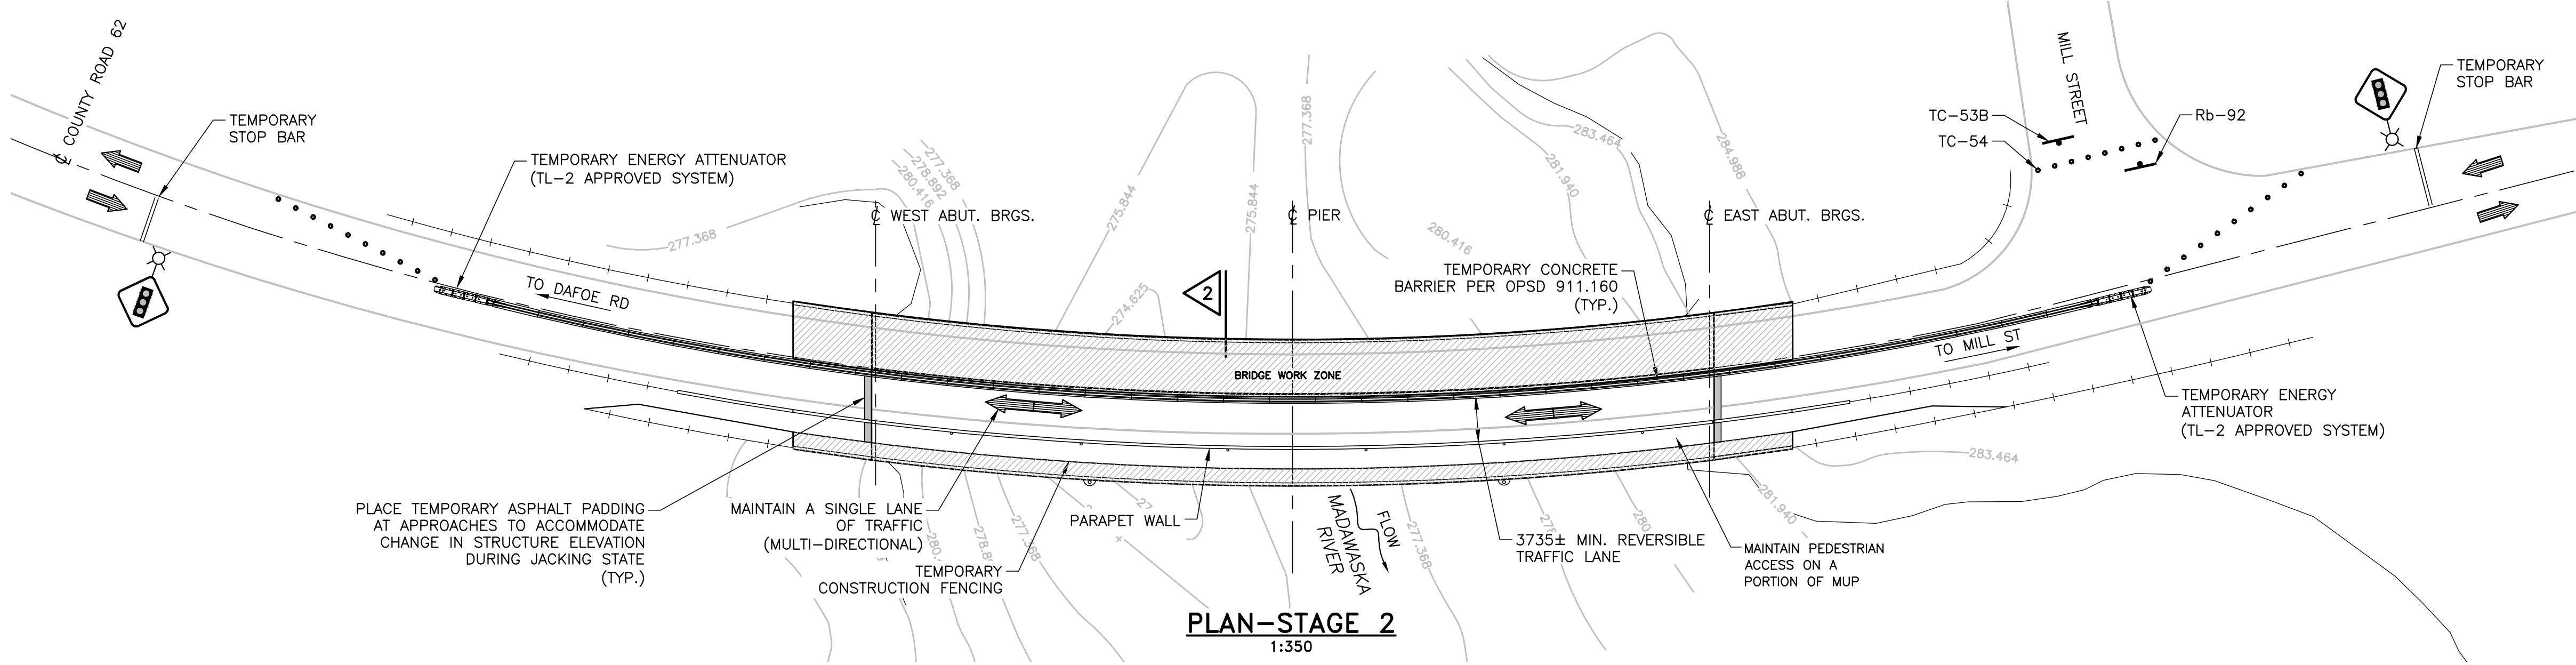 ℄ COUNTY ROAD 62
TEMPORARY
STOP BAR
TEMPORARY ENERGY ATTENUATOR
(TL-2 APPROVED SYSTEM)
TO DAFOE RD
277.368
277.368
278.892
280.416
℄ WEST ABUT. BRGS.
275.844
275.844
274.625
277.368
℄ PIER
2
280.416
281.940
283.464
284.988
℄ EAST ABUT. BRGS.
TEMPORARY CONCRETE
BARRIER PER OPSD 911.160
(TYP.)
MILL STREET
TC-53B
TC-54
Rb-92
TEMPORARY
STOP BAR
BRIDGE WORK ZONE
TO MILL ST
TEMPORARY ENERGY
ATTENUATOR
(TL-2 APPROVED SYSTEM)
283.464
281.940
PLACE TEMPORARY ASPHALT PADDING
AT APPROACHES TO ACCOMMODATE
CHANGE IN STRUCTURE ELEVATION
DURING JACKING STATE
(TYP.)
MAINTAIN A SINGLE LANE
OF TRAFFIC
(MULTI-DIRECTIONAL)
TEMPORARY
CONSTRUCTION FENCING
PARAPET WALL
277.368
MADAWASKA
RIVER
FLOW
277.368
3735± MIN. REVERSIBLE
TRAFFIC LANE
MAINTAIN PEDESTRIAN
ACCESS ON A
PORTION OF MUP
PLAN-STAGE 2
1:350